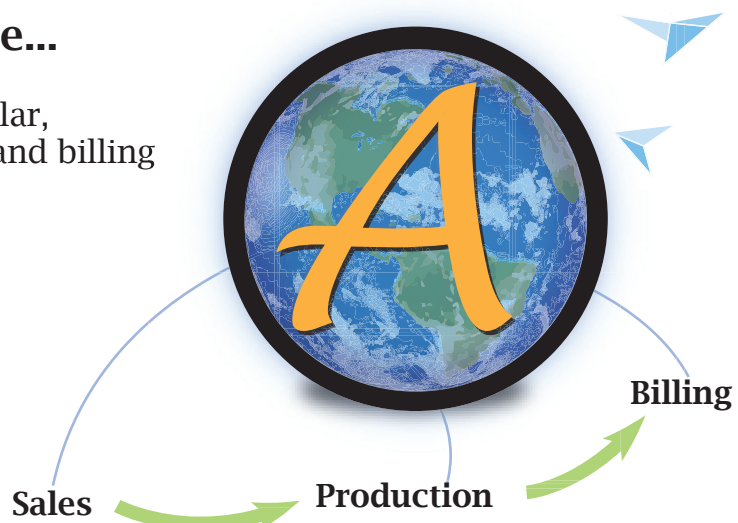 e...
lar,
and billing
A
Billing
Production
Sales